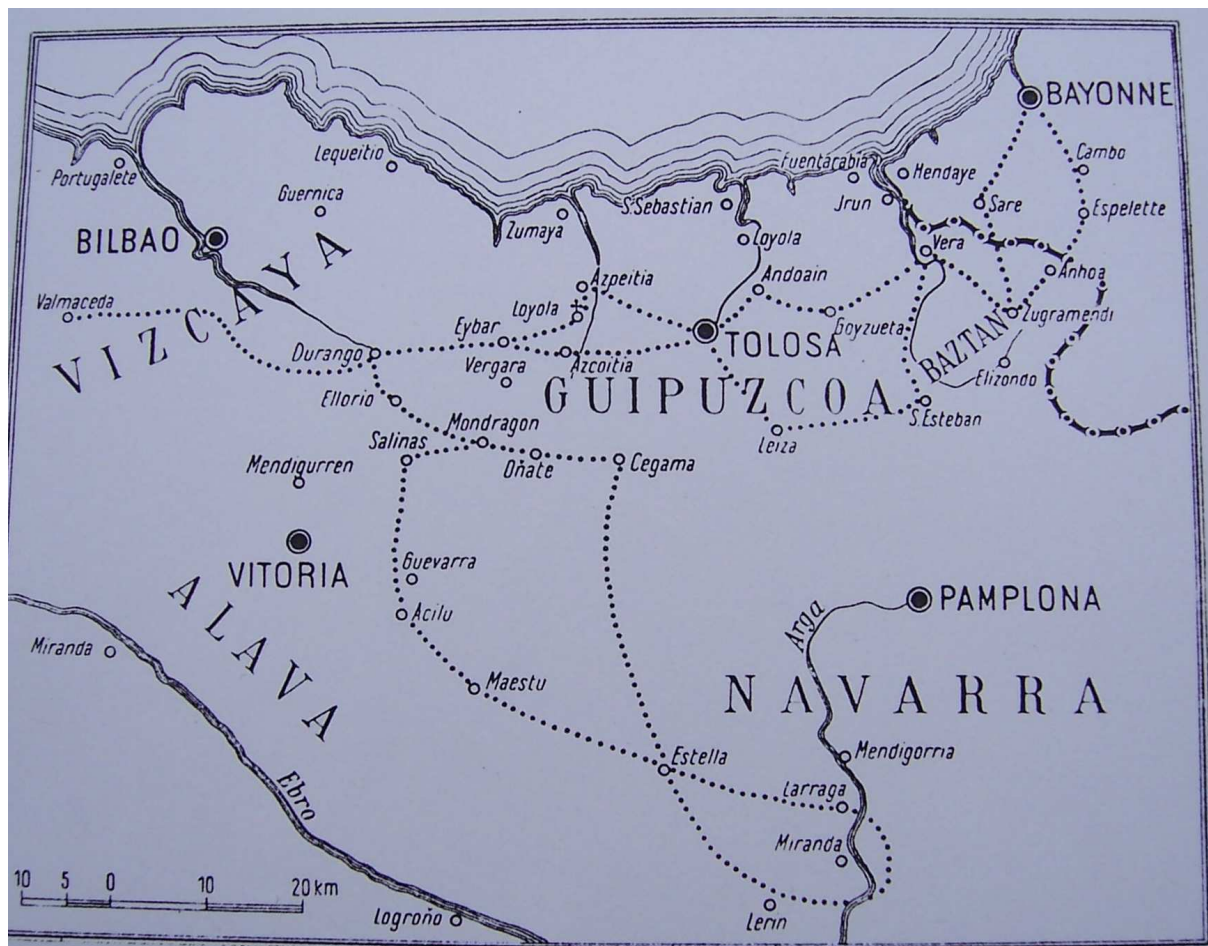 BAYONNE
Cambo
Espelette
Sare
Anhoa
Hendaye
Fuentarabia
Jrun
Vera
Zugramendi
BAZTAN
Elizondo
S.Esteban
Goyzueta
Leiza
S.Sebastian
Loyola
Andoain
TOLOSA
GUIPUZCOA
Zumaya
Azpeitia
Loyola
Azcoitia
Eybar
Vergara
Lequeitio
Guernica
Portugalete
BILBAO
VIZCAYA
Valmaceda
Durango
Ellorio
Mondragon
Salinas
Oñate
Cegama
Mendigurren
VITORIA
ALAVA
Guevarra
Acilu
Maestu
Miranda
Ebro
Logroño
Estella
PAMPLONA
Arga
NAVARRA
Mendigorria
Larraga
Miranda
Lerin
10 5 0 10 20 km